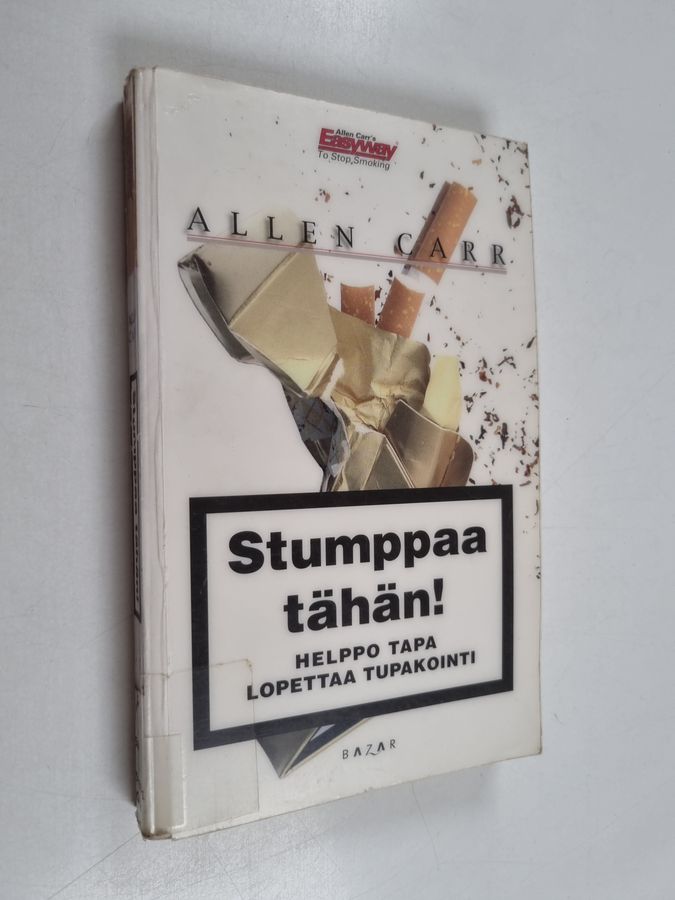 Allen Carr's
Easyway
To Stop Smoking
ALLEN CARR
Stumppaa
tähän!
HELPPO TAPA
LOPETTAA TUPAKOINTI
BAZAR